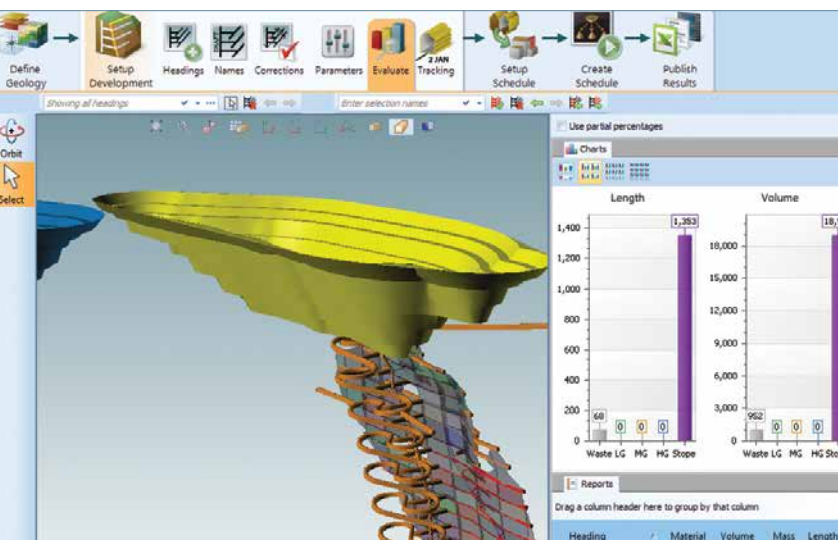 Define
Geology
Setup
Development
Headings
Names
Corrections
Parameters
Evaluate
2 JAN
Tracking
Setup
Schedule
Create
Schedule
Publish
Results
Showing all headings
Enter selection names
Orbit
Select
Use partial percentages
Charts
Length
1,400
1,200
1,000
800
600
400
200
0
68
0
0
0
1,353
Waste LG MG HG Stope
Volume
18,000
15,000
12,000
9,000
6,000
3,000
0
952
0
0
0
18,
Waste LG MG HG Sto
Reports
Drag a column header here to group by that column
Heading Material Volume Mass Length